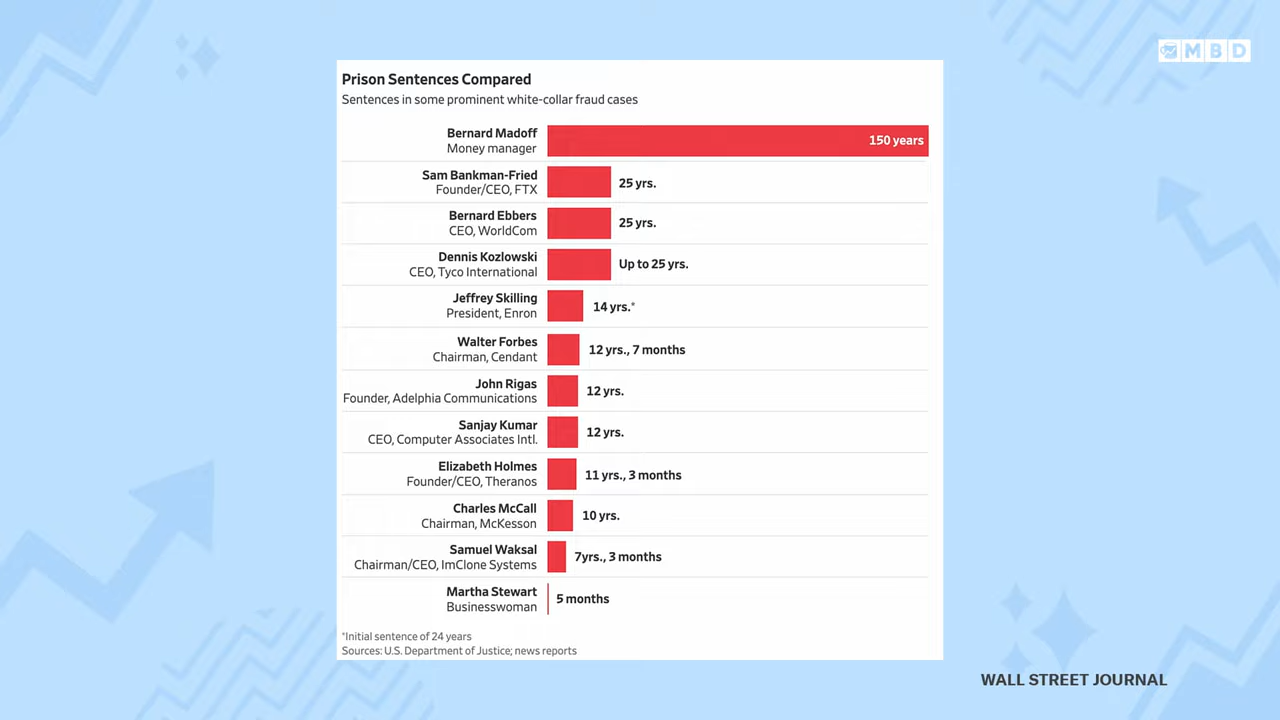 MBD
Prison Sentences Compared
Sentences in some prominent white-collar fraud cases
Bernard Madoff
Money manager
150 years
Sam Bankman-Fried
Founder/CEO, FTX
25 yrs.
Bernard Ebbers
CEO, WorldCom
25 yrs.
Dennis Kozlowski
CEO, Tyco International
Up to 25 yrs.
Jeffrey Skilling
President, Enron
14 yrs.*
Walter Forbes
Chairman, Cendant
12 yrs., 7 months
John Rigas
Founder, Adelphia Communications
12 yrs.
Sanjay Kumar
CEO, Computer Associates Intl.
12 yrs.
Elizabeth Holmes
Founder/CEO, Theranos
11 yrs., 3 months
Charles McCall
Chairman, McKesson
10 yrs.
Samuel Waksal
Chairman/CEO, ImClone Systems
7yrs., 3 months
Martha Stewart
Businesswoman
5 months
*Initial sentence of 24 years
Sources: U.S. Department of Justice; news reports
WALL STREET JOURNAL